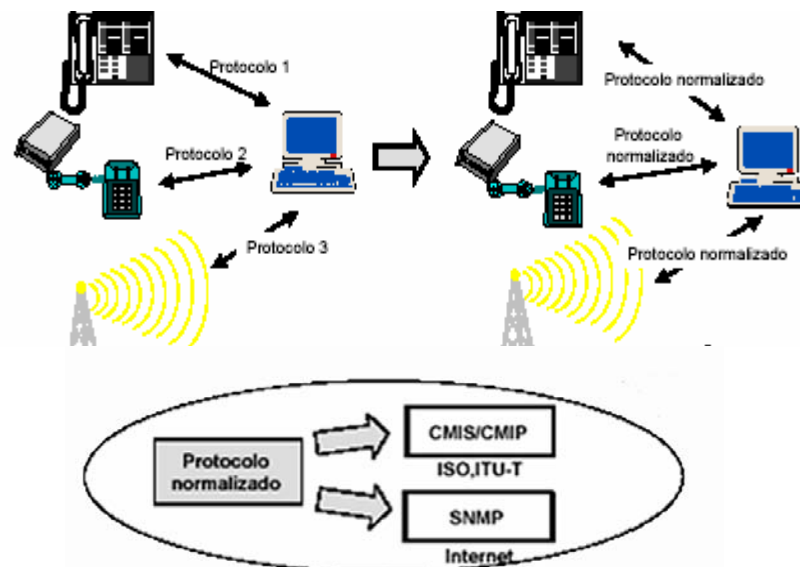 Protocolo 1
Protocolo 2
Protocolo 3
Protocolo normalizado
Protocolo
normalizado
Protocolo normalizado
Protocolo
normalizado
CMIS/CMIP
ISO,ITU-T
SNMP
Internet